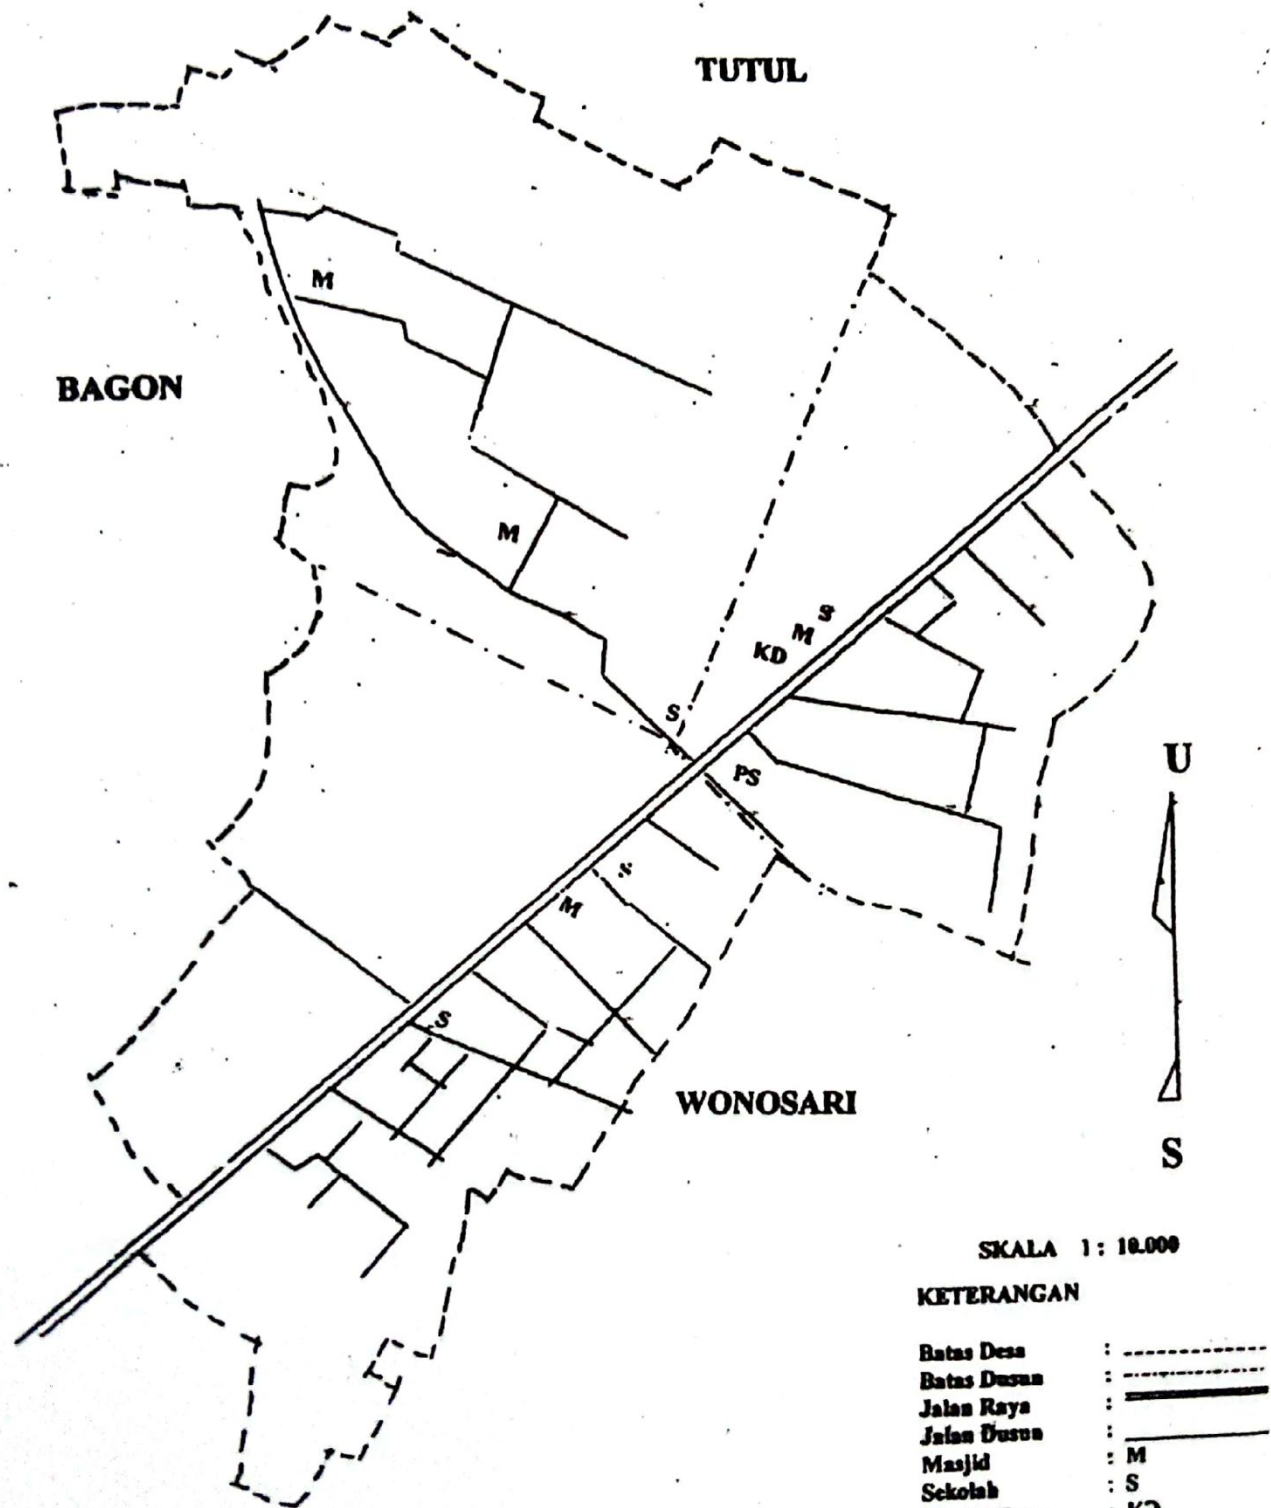 TUTUL
M
BAGON
M
S
M
KD
S
PS
U
S
M
S
WONOSARI
S
SKALA 1 : 10.000
KETERANGAN
Batas Desa :
Batas Dusun :
Jalan Raya :
Jalan Dusun :
Masjid : M
Sekolah : S